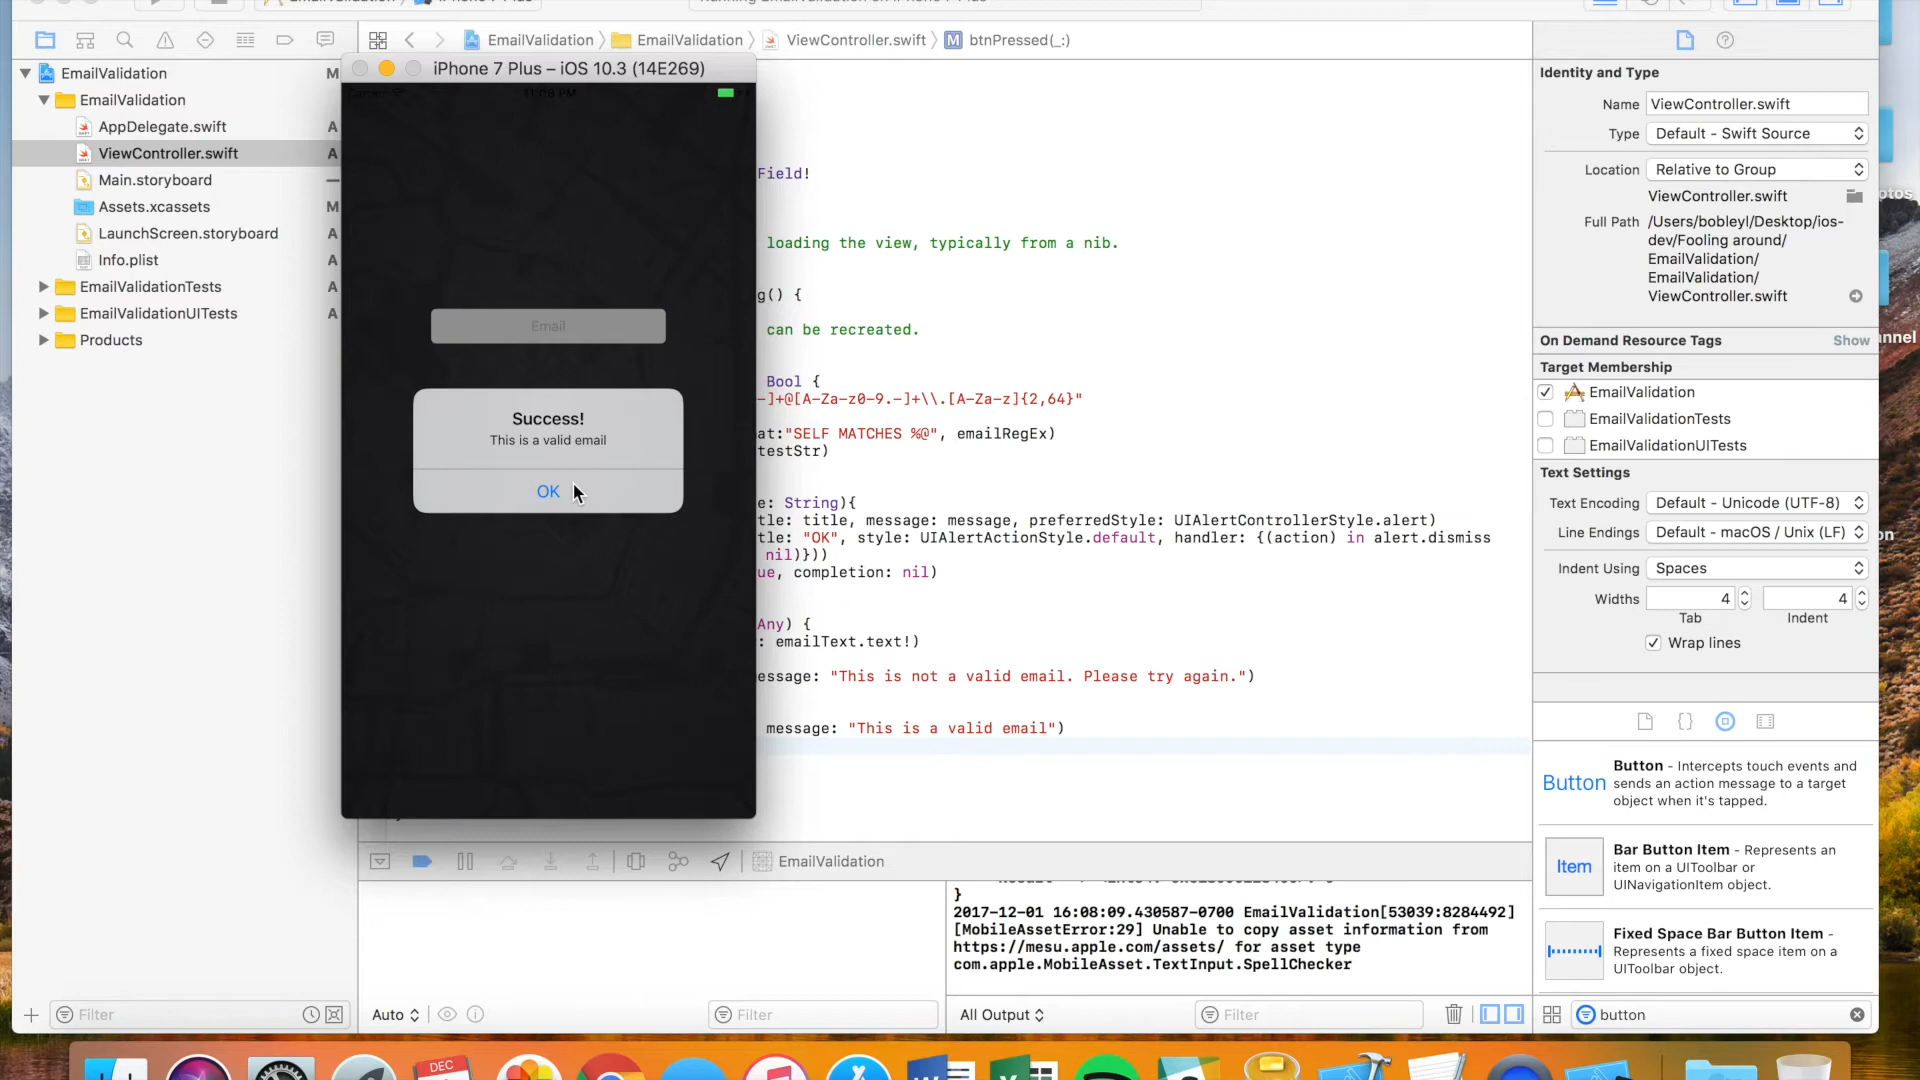 EmailValidation
EmailValidation
ViewController.swift
btnPressed(_:)
EmailValidation M
EmailValidation
AppDelegate.swift A
ViewController.swift A
Main.storyboard —
Assets.xcassets M
LaunchScreen.storyboard A
Info.plist A
EmailValidationTests A
EmailValidationUITests A
Products
iPhone 7 Plus – iOS 10.3 (14E269)
Email
Success!
This is a valid email
OK
Field!
loading the view, typically from a nib.
g() {
can be recreated.
Bool {
-]+@[A-Za-z0-9.-]+\\.[A-Za-z]{2,64}"
at:"SELF MATCHES %@", emailRegEx)
testStr)
e: String){
tle: title, message: message, preferredStyle: UIAlertControllerStyle.alert)
tle: "OK", style: UIAlertActionStyle.default, handler: {(action) in alert.dismiss
nil)}))
ue, completion: nil)
Any) {
: emailText.text!)
essage: "This is not a valid email. Please try again.")
message: "This is a valid email")
EmailValidation
}
2017-12-01 16:08:09.430587-0700 EmailValidation[53039:8284492]
[MobileAssetError:29] Unable to copy asset information from
https://mesu.apple.com/assets/ for asset type
com.apple.MobileAsset.TextInput.SpellChecker
Filter
Auto
Filter
All Output
Filter
Identity and Type
Name ViewController.swift
Type Default - Swift Source
Location Relative to Group
ViewController.swift
Full Path /Users/bobleyl/Desktop/ios-
dev/Fooling around/
EmailValidation/
EmailValidation/
ViewController.swift
On Demand Resource Tags Show
Target Membership
EmailValidation
EmailValidationTests
EmailValidationUITests
Text Settings
Text Encoding Default - Unicode (UTF-8)
Line Endings Default - macOS / Unix (LF)
Indent Using Spaces
Widths 4 4
Tab Indent
Wrap lines
Button
Button - Intercepts touch events and
sends an action message to a target
object when it's tapped.
Item
Bar Button Item - Represents an
item on a UIToolbar or
UINavigationItem object.
Fixed Space Bar Button Item -
Represents a fixed space item on a
UIToolbar object.
button
otos
nnel
on
DEC